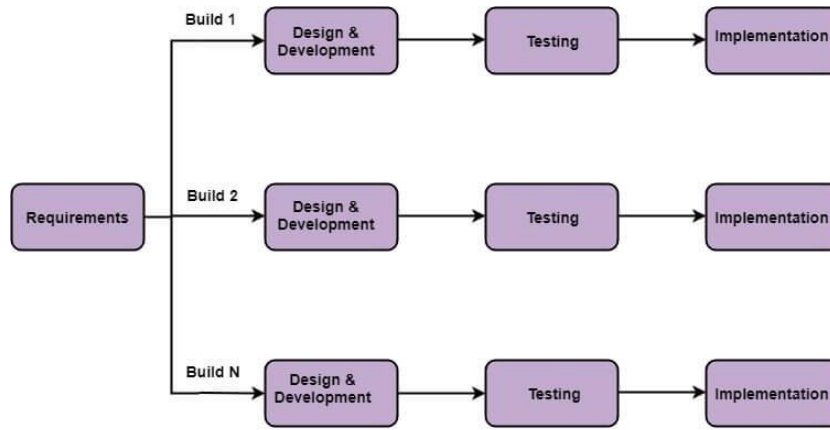 Build 1
Design &
Development
Testing
Implementation
Requirements
Build 2
Design &
Development
Testing
Implementation
Build N
Design &
Development
Testing
Implementation